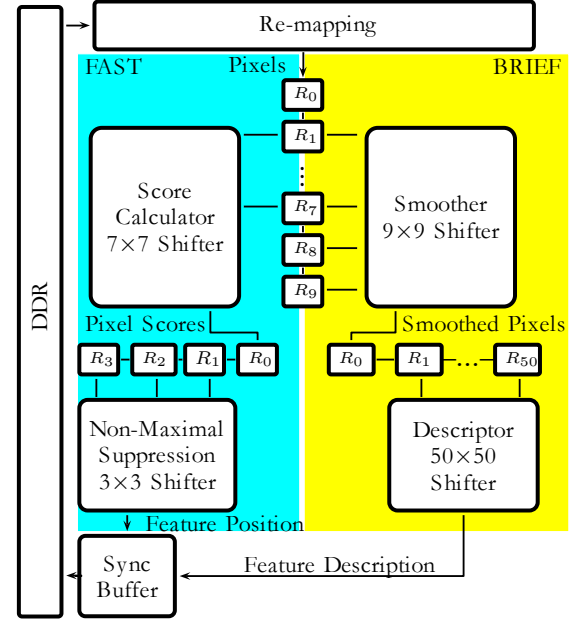 Re-mapping
FAST
Pixels
BRIEF
R0
R1
⋮
R7
R8
R9
Score
Calculator
7×7 Shifter
Smoother
9×9 Shifter
DDR
Pixel Scores
Smoothed Pixels
R3 R2 R1 R0
R0 R1 ... R50
Non-Maximal
Suppression
3×3 Shifter
Descriptor
50×50
Shifter
Feature Position
Sync
Buffer
Feature Description